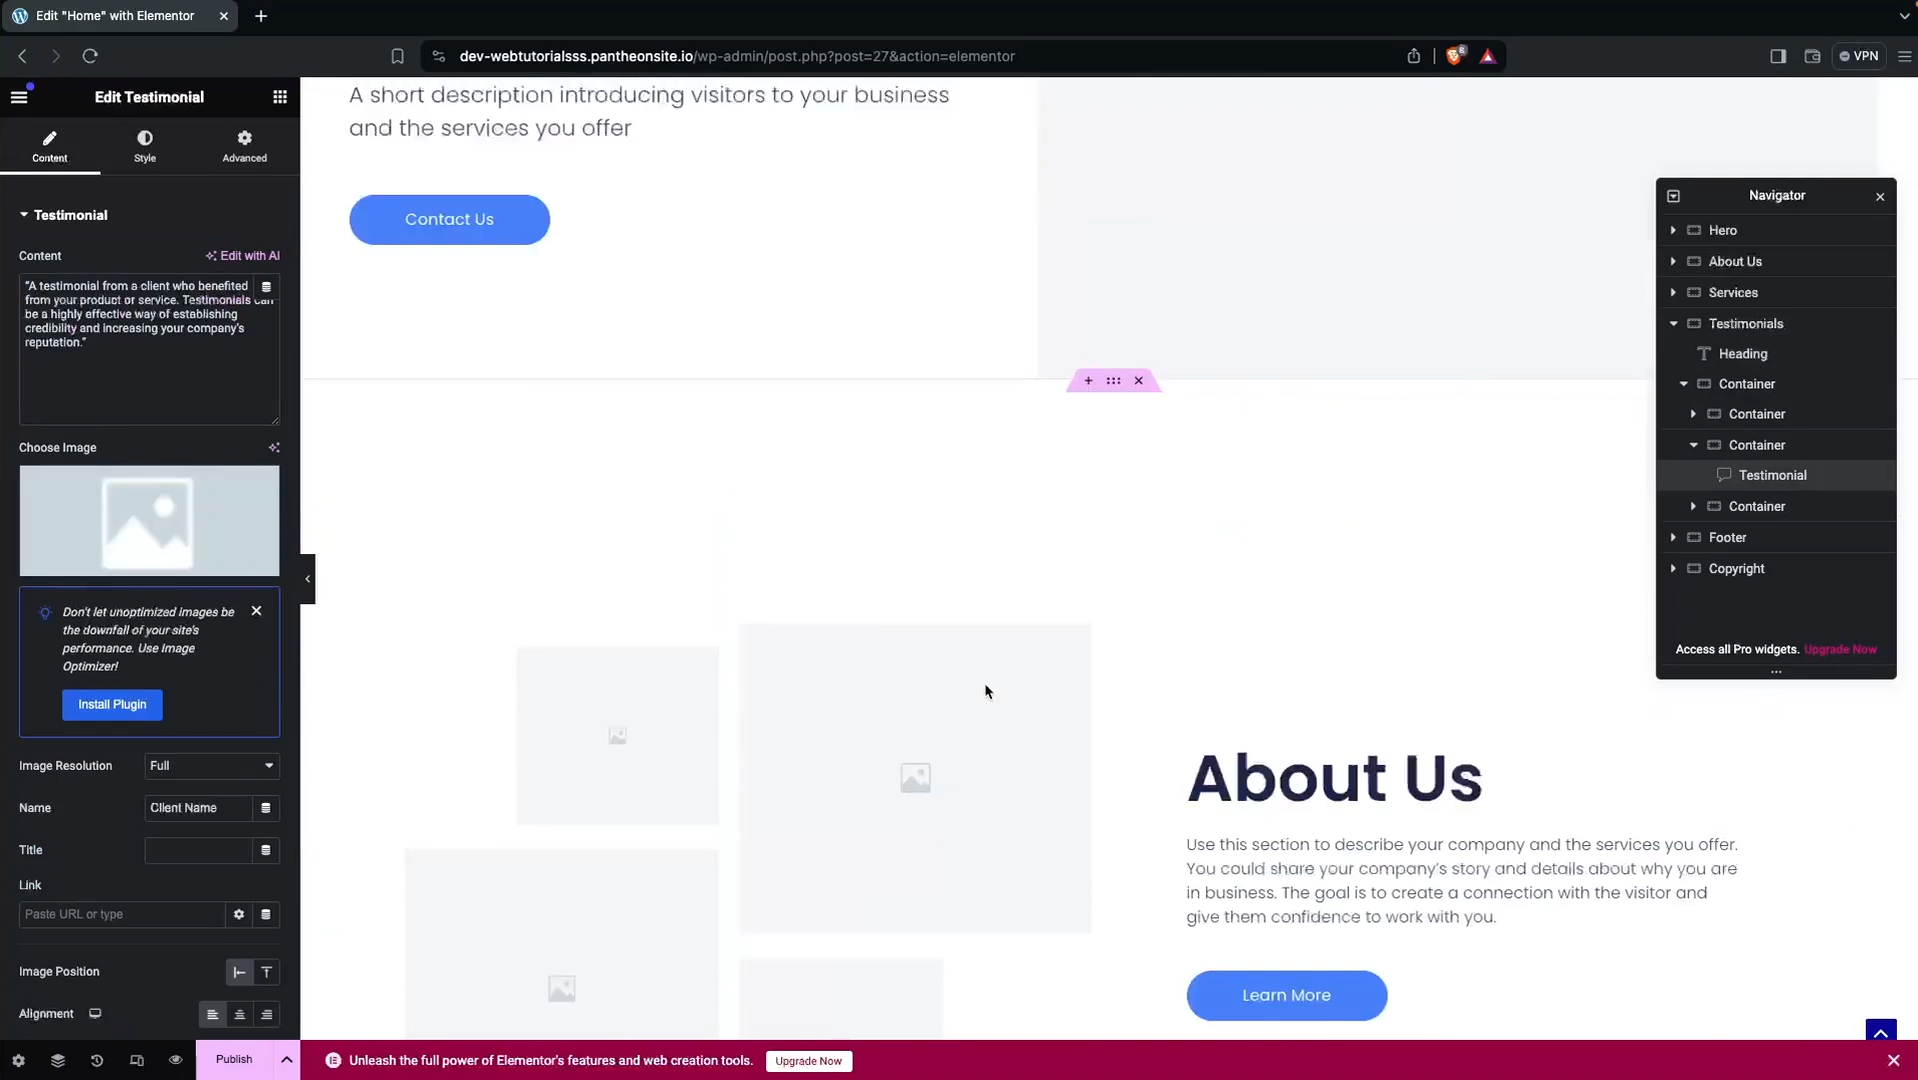 Edit "Home" with Elementor
dev-webtutorialsss.pantheonsite.io/wp-admin/post.php?post=27&action=elementor
VPN
Edit Testimonial
Content
Style
Advanced
Testimonial
Content
Edit with AI
"A testimonial from a client who benefited
from your product or service. Testimonials can
be a highly effective way of establishing
credibility and increasing your company's
reputation."
Choose Image
Don't let unoptimized images be
the downfall of your site's
performance. Use Image
Optimizer!
Install Plugin
Image Resolution
Full
Name
Client Name
Title
Link
Paste URL or type
Image Position
Alignment
Publish
A short description introducing visitors to your business
and the services you offer
Contact Us
About Us
Use this section to describe your company and the services you offer.
You could share your company's story and details about why you are
in business. The goal is to create a connection with the visitor and
give them confidence to work with you.
Learn More
Navigator
Hero
About Us
Services
Testimonials
Heading
Container
Container
Container
Testimonial
Container
Footer
Copyright
Access all Pro widgets. Upgrade Now
Unleash the full power of Elementor's features and web creation tools.
Upgrade Now